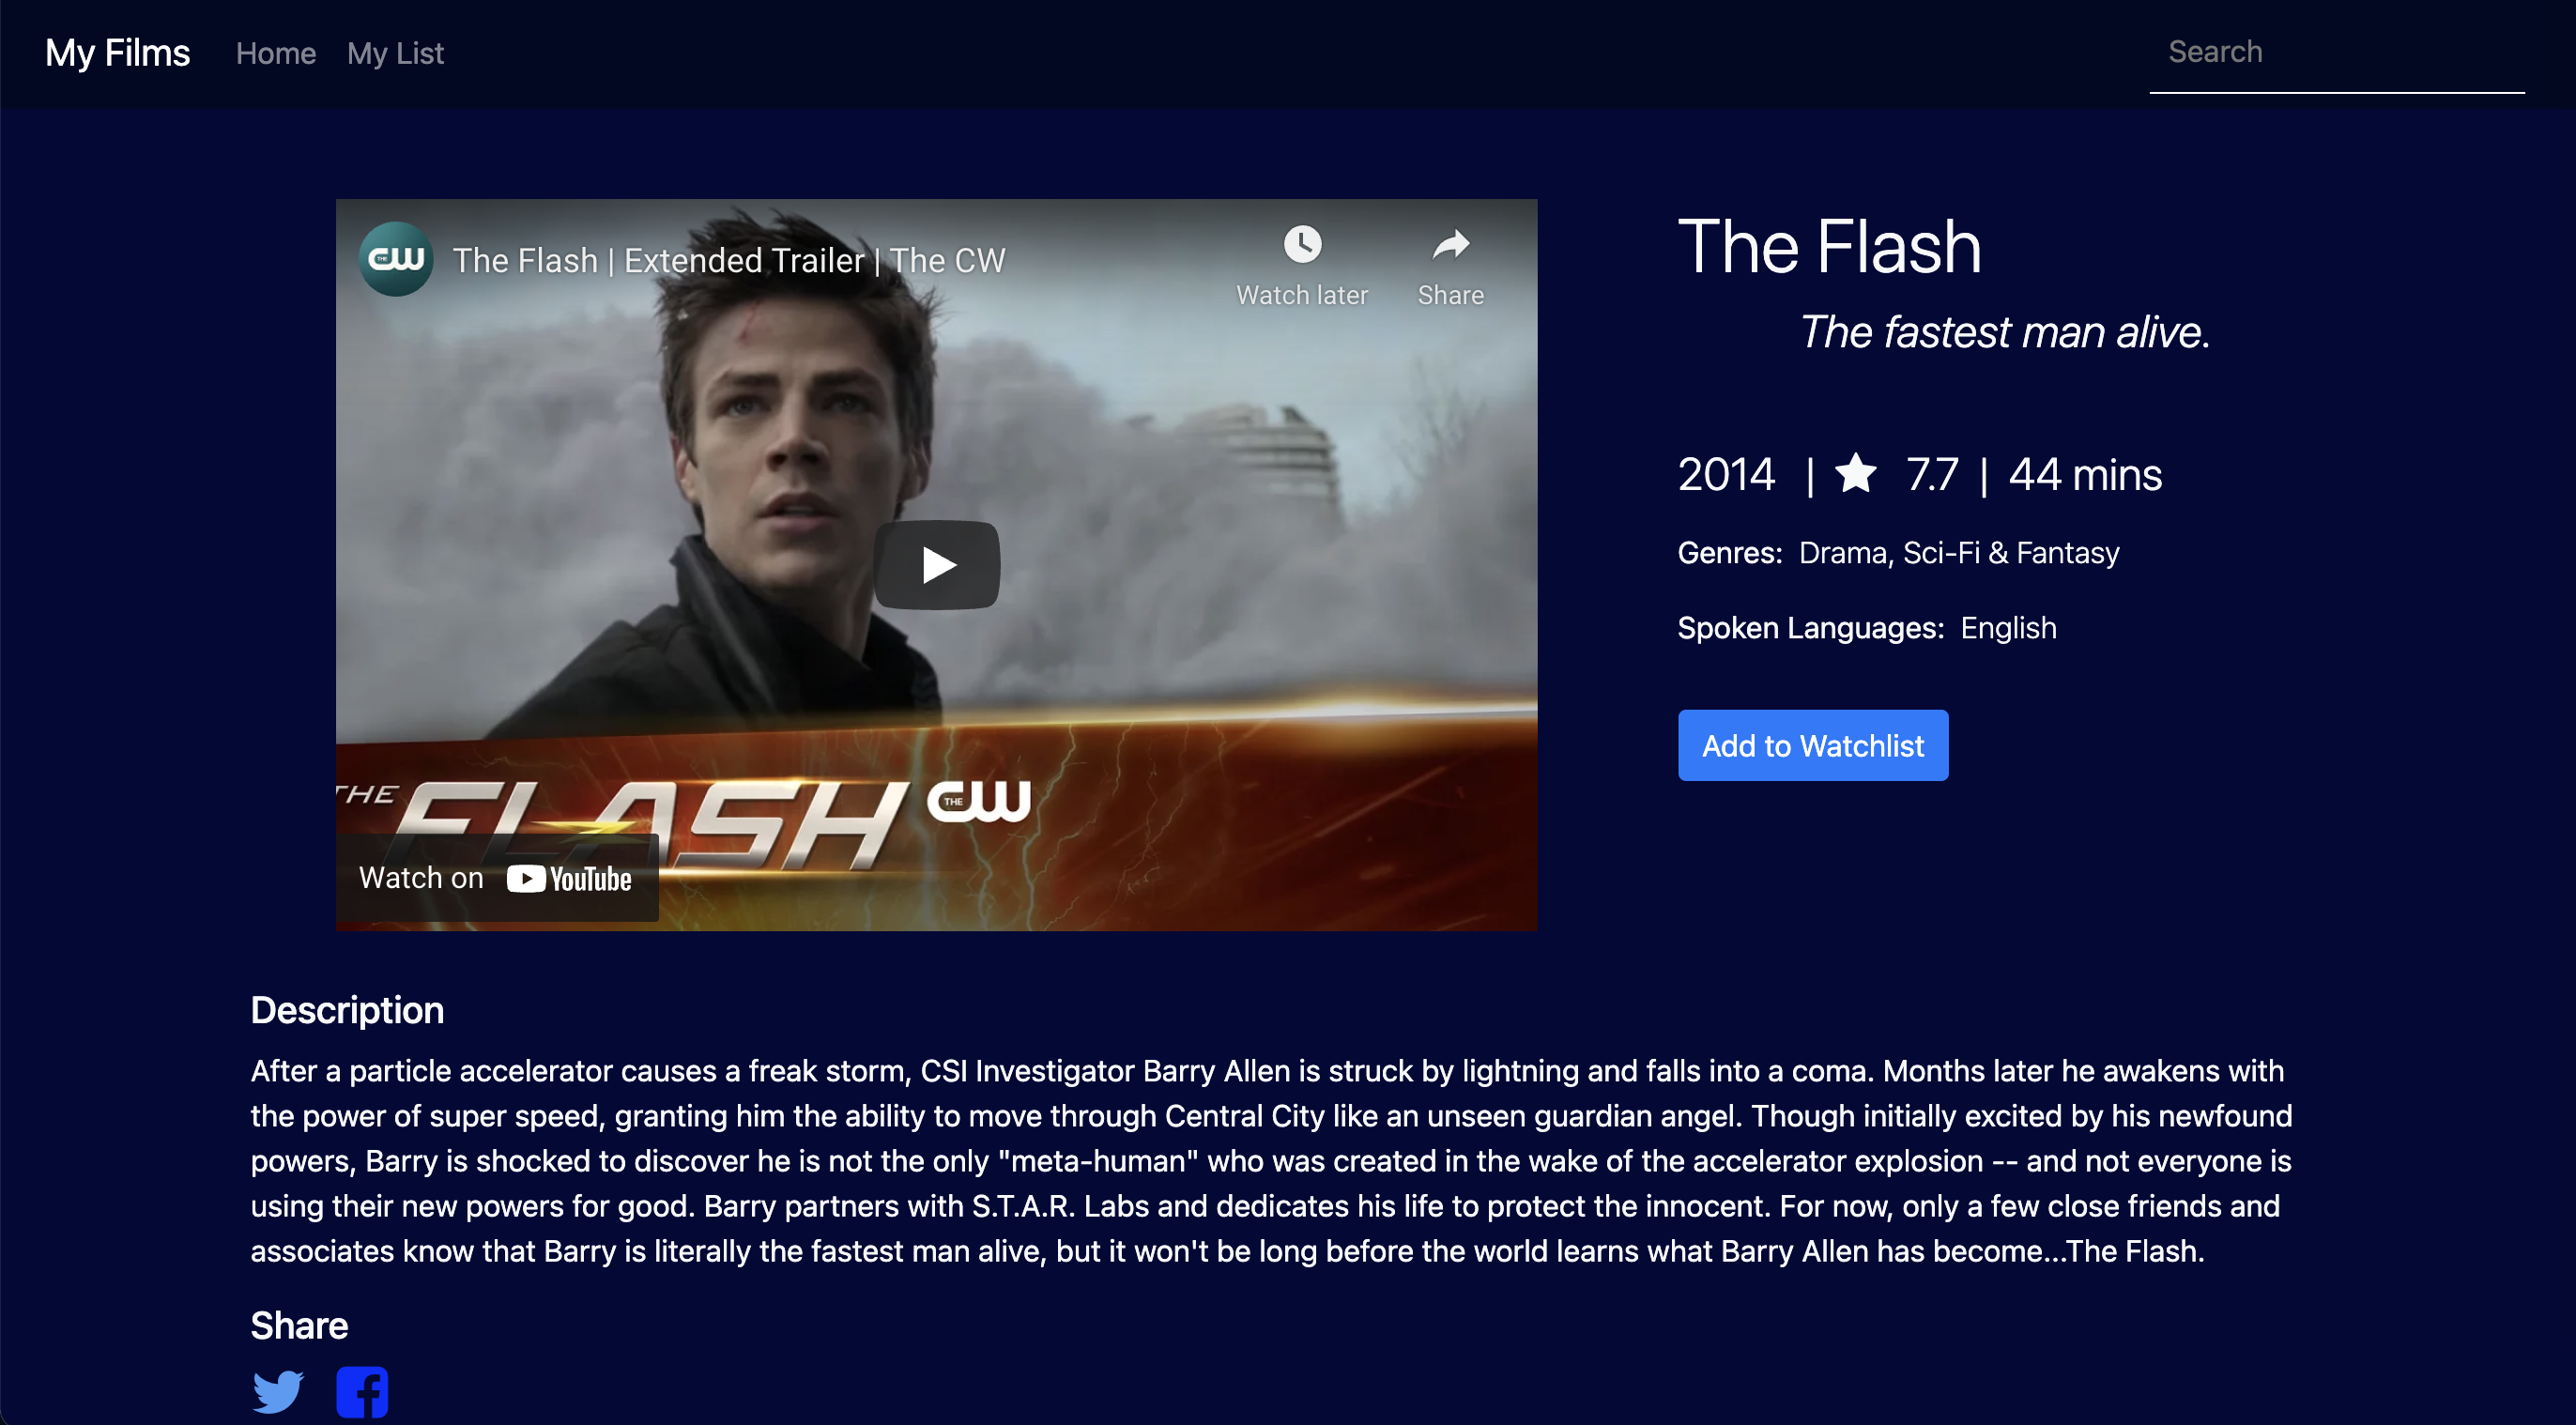 My Films Home My List Search
THE CW The Flash | Extended Trailer | The CW
Watch later Share
THE FLASH THE CW
Watch on YouTube
The Flash
The fastest man alive.
2014 | ★ 7.7 | 44 mins
Genres: Drama, Sci-Fi & Fantasy
Spoken Languages: English
Add to Watchlist
Description
After a particle accelerator causes a freak storm, CSI Investigator Barry Allen is struck by lightning and falls into a coma. Months later he awakens with
the power of super speed, granting him the ability to move through Central City like an unseen guardian angel. Though initially excited by his newfound
powers, Barry is shocked to discover he is not the only "meta-human" who was created in the wake of the accelerator explosion -- and not everyone is
using their new powers for good. Barry partners with S.T.A.R. Labs and dedicates his life to protect the innocent. For now, only a few close friends and
associates know that Barry is literally the fastest man alive, but it won't be long before the world learns what Barry Allen has become...The Flash.
Share